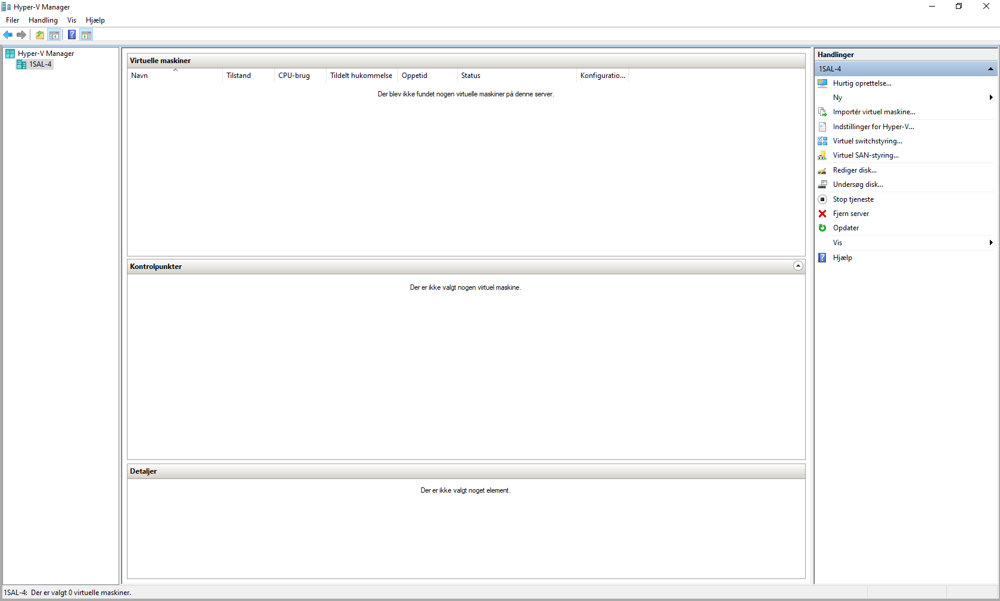 Hyper-V Manager
Filer Handling Vis Hjælp
Hyper-V Manager
1SAL-4
Virtuelle maskiner
Navn Tilstand CPU-brug Tildelt hukommelse Oppetid Status Konfiguratio...
Der blev ikke fundet nogen virtuelle maskiner på denne server.
Kontrolpunkter
Der er ikke valgt nogen virtuel maskine.
Detaljer
Der er ikke valgt noget element.
Handlinger
1SAL-4
Hurtig oprettelse...
Ny
Importér virtuel maskine...
Indstillinger for Hyper-V...
Virtuel switchstyring...
Virtuel SAN-styring...
Rediger disk...
Undersøg disk...
Stop tjeneste
Fjern server
Opdater
Vis
Hjælp
1SAL-4: Der er valgt 0 virtuelle maskiner.